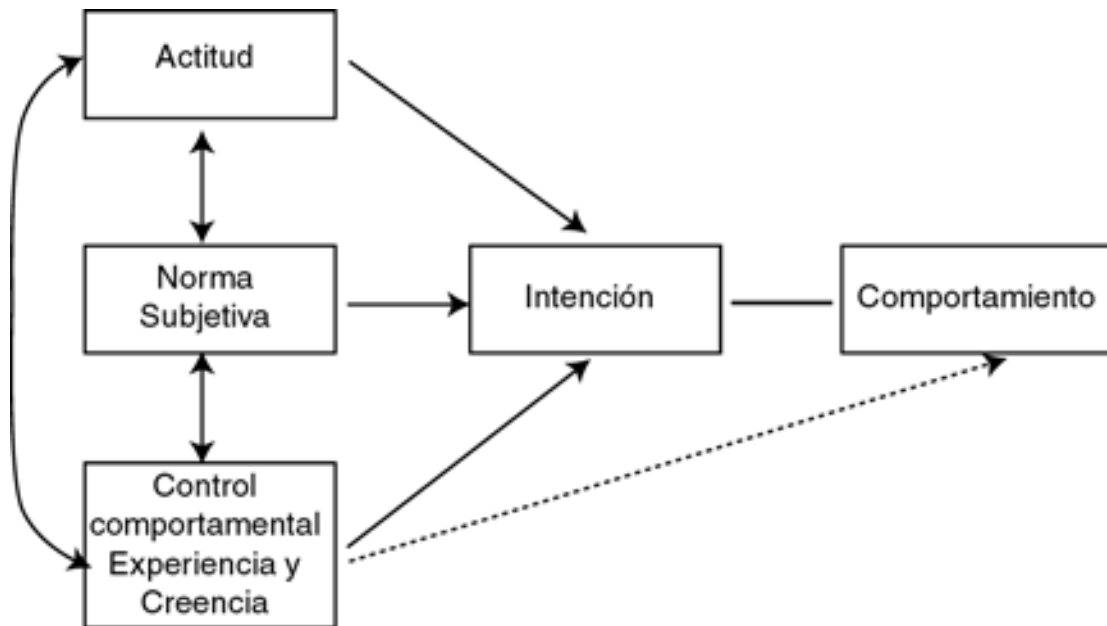 Actitud
Norma
Subjetiva
Intención
Comportamiento
Control
comportamental
Experiencia y
Creencia